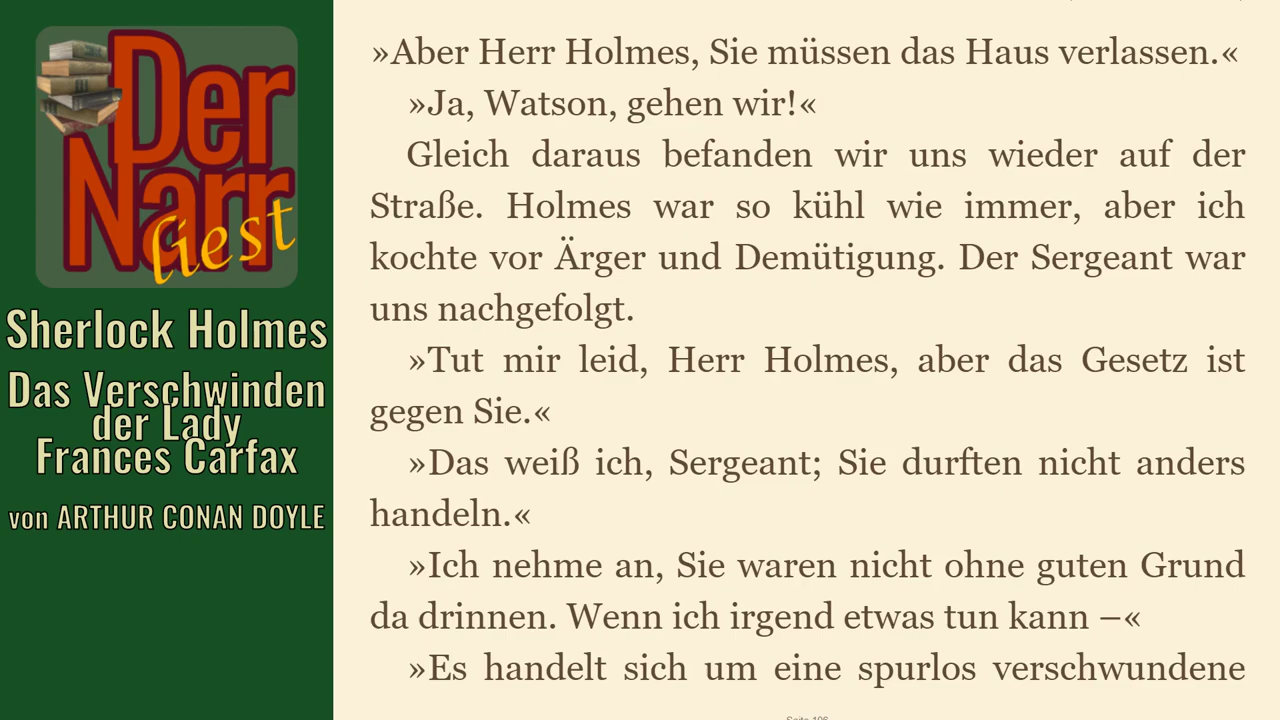 Der
Narr
liest
Sherlock Holmes
Das Verschwinden
der Lady
Frances Carfax
von ARTHUR CONAN DOYLE
»Aber Herr Holmes, Sie müssen das Haus verlassen.«
»Ja, Watson, gehen wir!«
Gleich daraus befanden wir uns wieder auf der
Straße. Holmes war so kühl wie immer, aber ich
kochte vor Ärger und Demütigung. Der Sergeant war
uns nachgefolgt.
»Tut mir leid, Herr Holmes, aber das Gesetz ist
gegen Sie.«
»Das weiß ich, Sergeant; Sie durften nicht anders
handeln.«
»Ich nehme an, Sie waren nicht ohne guten Grund
da drinnen. Wenn ich irgend etwas tun kann –«
»Es handelt sich um eine spurlos verschwundene